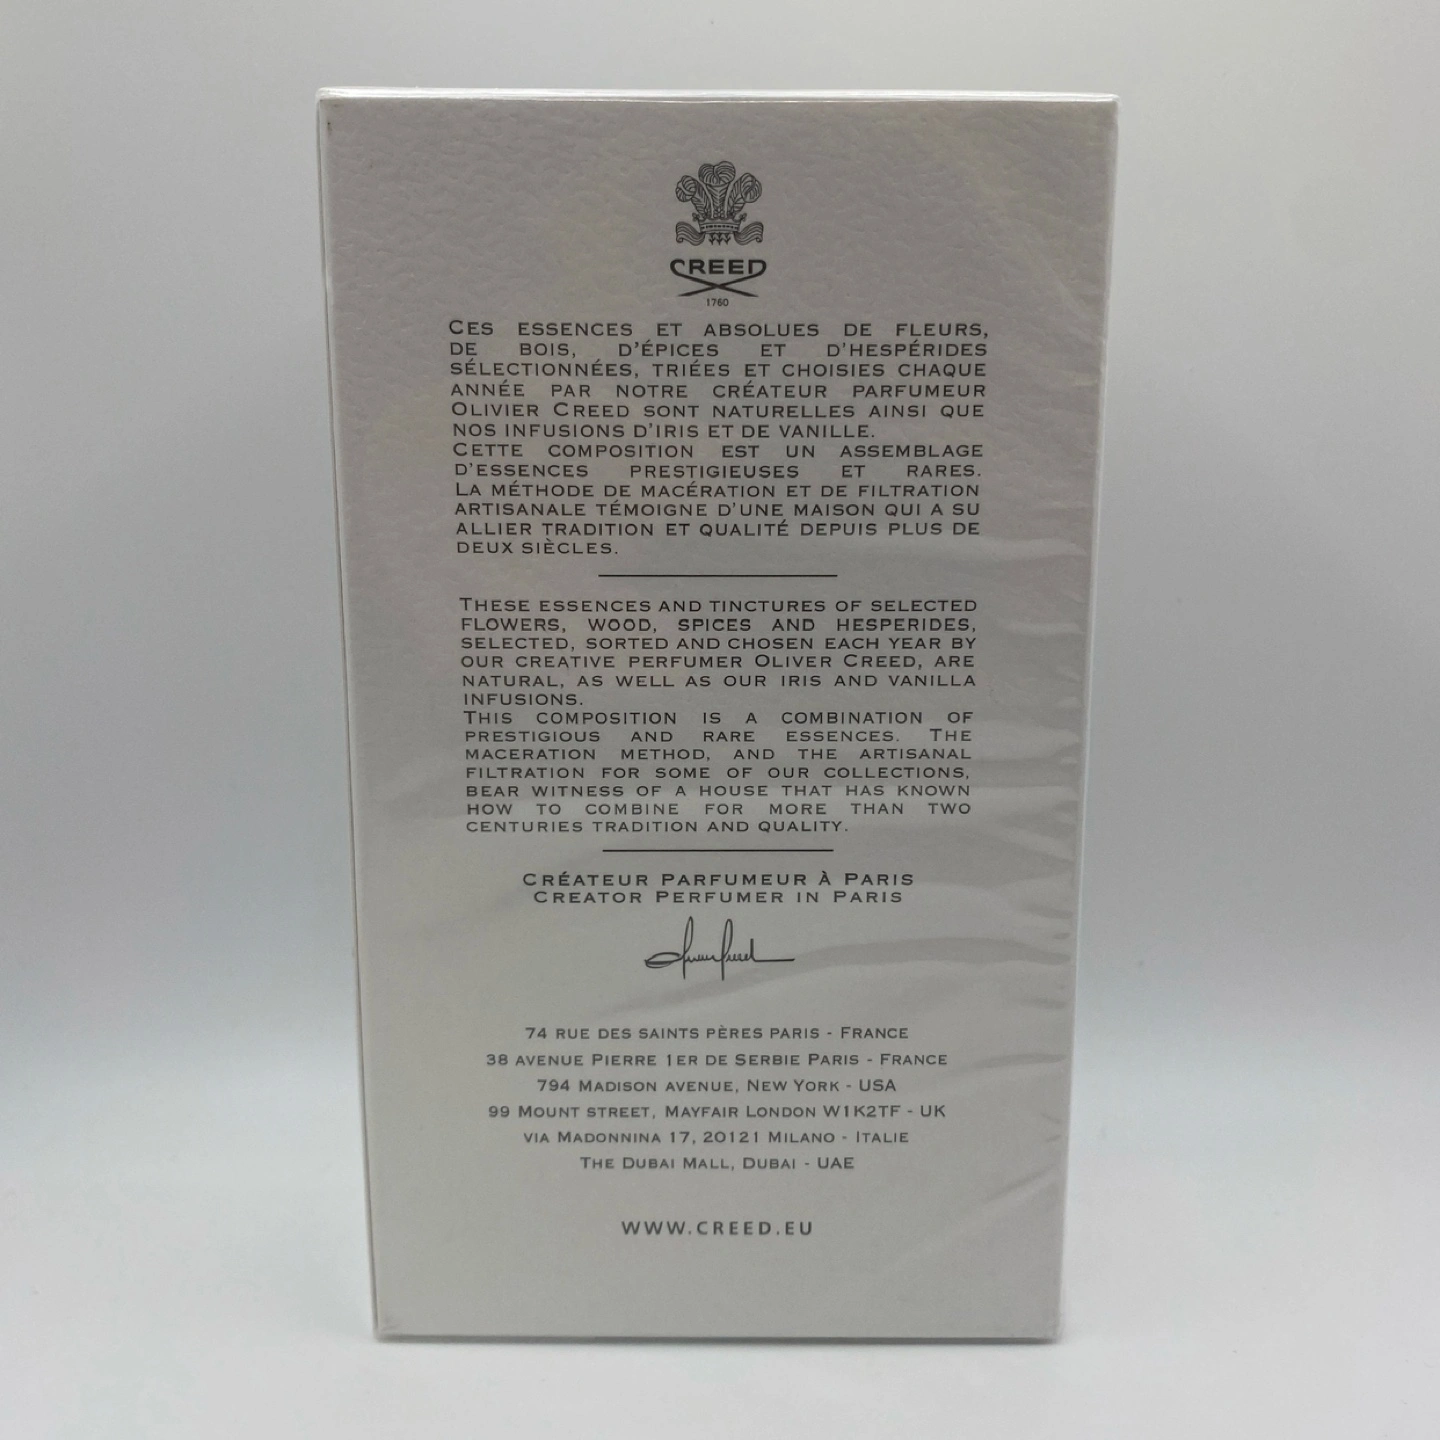 CREED
1760
CES ESSENCES ET ABSOLUES DE FLEURS,
DE BOIS, D'ÉPICES ET D'HESPÉRIDES
SÉLECTIONNÉES, TRIÉES ET CHOISIES CHAQUE
ANNÉE PAR NOTRE CRÉATEUR PARFUMEUR
OLIVIER CREED SONT NATURELLES AINSI QUE
NOS INFUSIONS D'IRIS ET DE VANILLE.
CETTE COMPOSITION EST UN ASSEMBLAGE
D'ESSENCES PRESTIGIEUSES ET RARES.
LA MÉTHODE DE MACÉRATION ET DE FILTRATION
ARTISANALE TÉMOIGNE D'UNE MAISON QUI A SU
ALLIER TRADITION ET QUALITÉ DEPUIS PLUS DE
DEUX SIÈCLES.
THESE ESSENCES AND TINCTURES OF SELECTED
FLOWERS, WOOD, SPICES AND HESPERIDES,
SELECTED, SORTED AND CHOSEN EACH YEAR BY
OUR CREATIVE PERFUMER OLIVER CREED, ARE
NATURAL, AS WELL AS OUR IRIS AND VANILLA
INFUSIONS.
THIS COMPOSITION IS A COMBINATION OF
PRESTIGIOUS AND RARE ESSENCES. THE
MACERATION METHOD, AND THE ARTISANAL
FILTRATION FOR SOME OF OUR COLLECTIONS,
BEAR WITNESS OF A HOUSE THAT HAS KNOWN
HOW TO COMBINE FOR MORE THAN TWO
CENTURIES TRADITION AND QUALITY.
CRÉATEUR PARFUMEUR À PARIS
CREATOR PERFUMER IN PARIS
74 RUE DES SAINTS PÈRES PARIS - FRANCE
38 AVENUE PIERRE 1ER DE SERBIE PARIS - FRANCE
794 MADISON AVENUE, NEW YORK - USA
99 MOUNT STREET, MAYFAIR LONDON W1K2TF - UK
VIA MADONNINA 17, 20121 MILANO - ITALIE
THE DUBAI MALL, DUBAI - UAE
WWW.CREED.EU